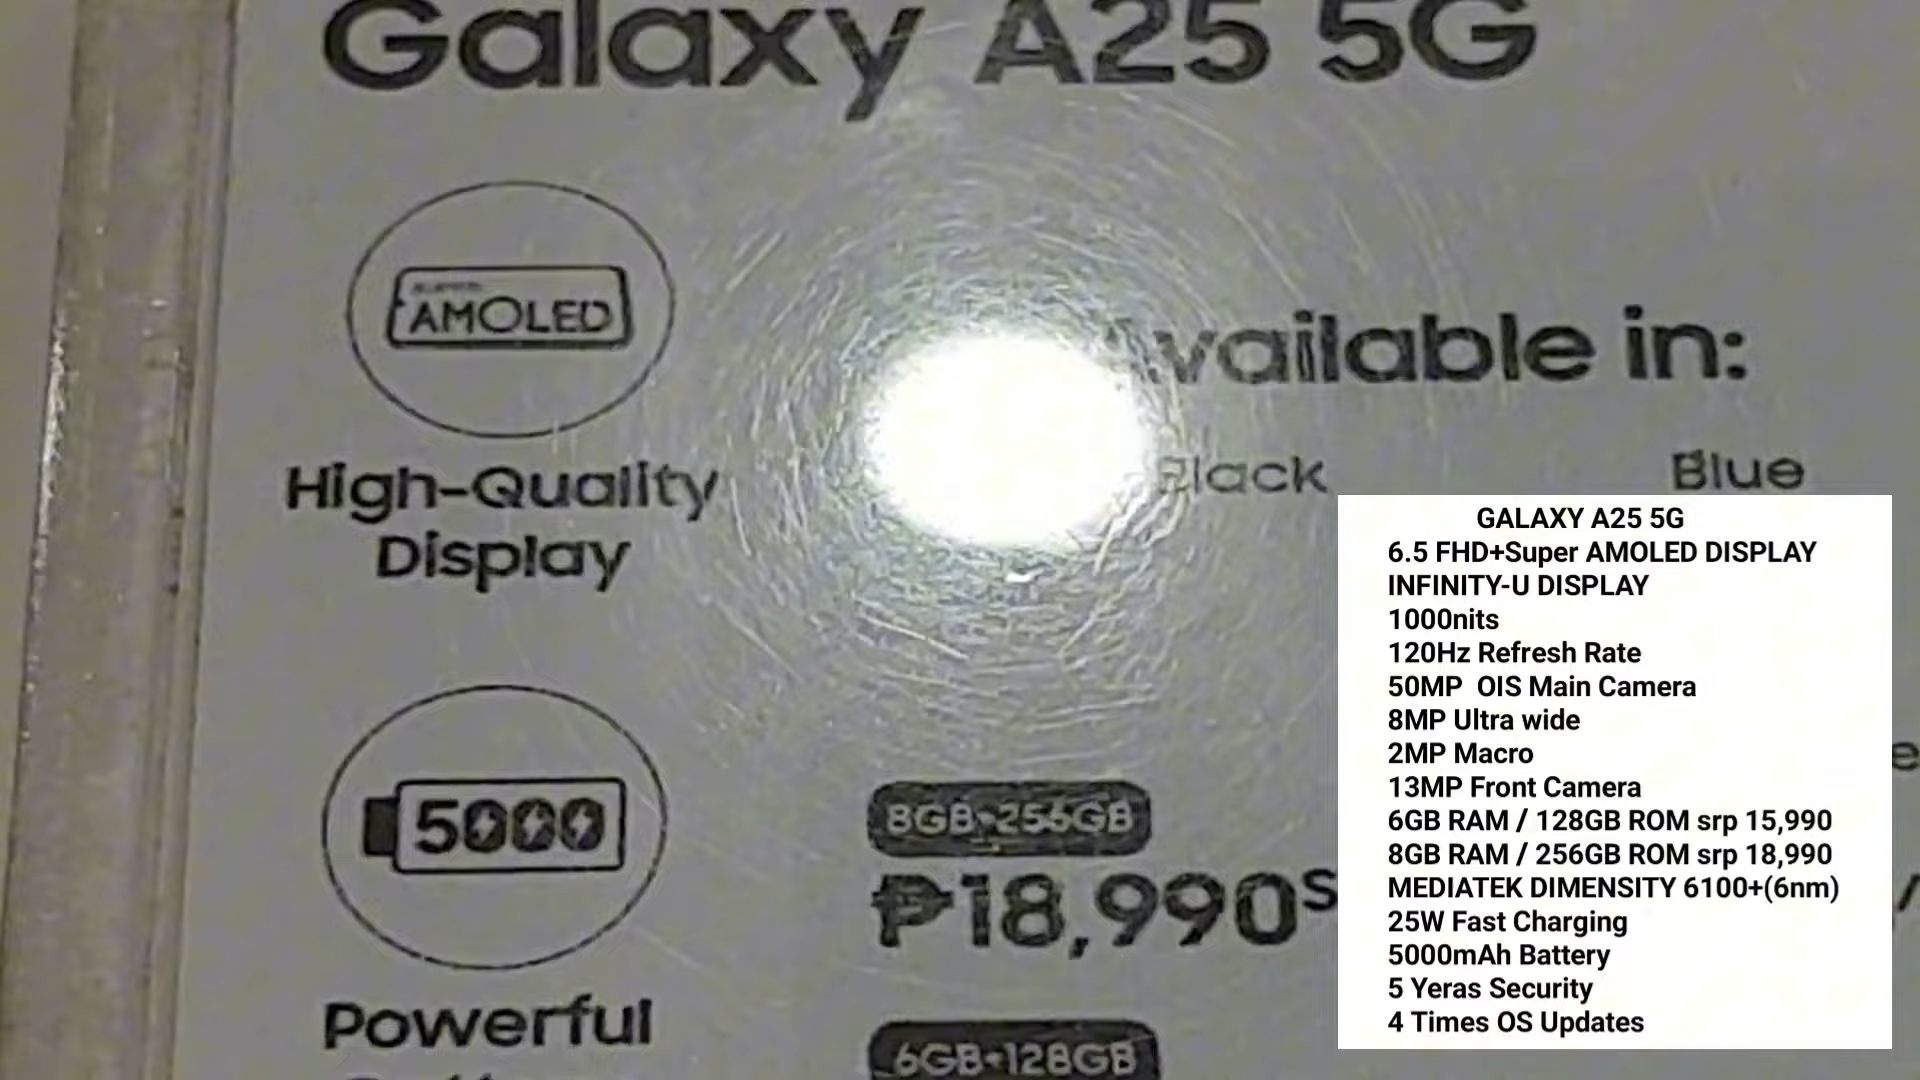 Galaxy A25 5G
AMOLED
High-Quality
Display
Available in:
Black
Blue
5000
Powerful
8GB+256GB
₱18,990
6GB+128GB
GALAXY A25 5G
6.5 FHD+Super AMOLED DISPLAY
INFINITY-U DISPLAY
1000nits
120Hz Refresh Rate
50MP  OIS Main Camera
8MP Ultra wide
2MP Macro
13MP Front Camera
6GB RAM / 128GB ROM srp 15,990
8GB RAM / 256GB ROM srp 18,990
MEDIATEK DIMENSITY 6100+(6nm)
25W Fast Charging
5000mAh Battery
5 Yeras Security
4 Times OS Updates